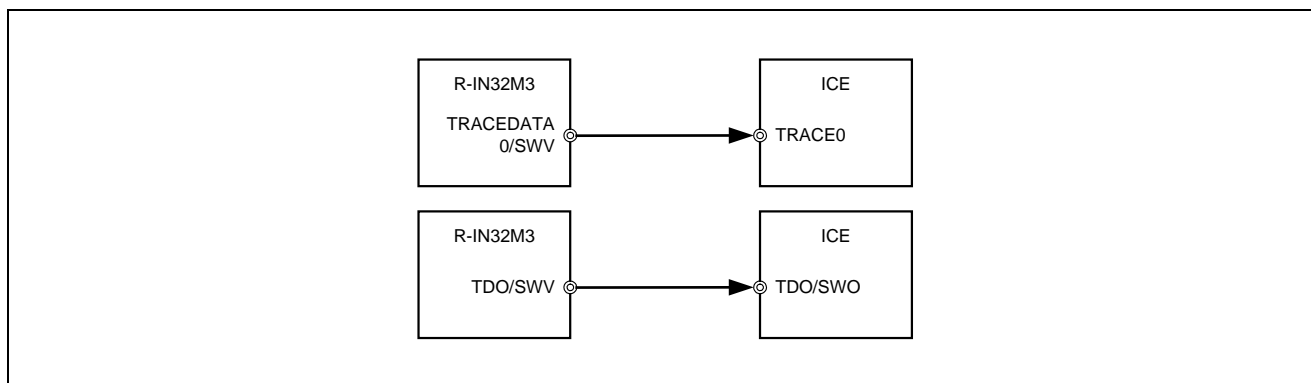 R-IN32M3
TRACEDATA
0/SWV
ICE
TRACE0
R-IN32M3
TDO/SWV
ICE
TDO/SWO